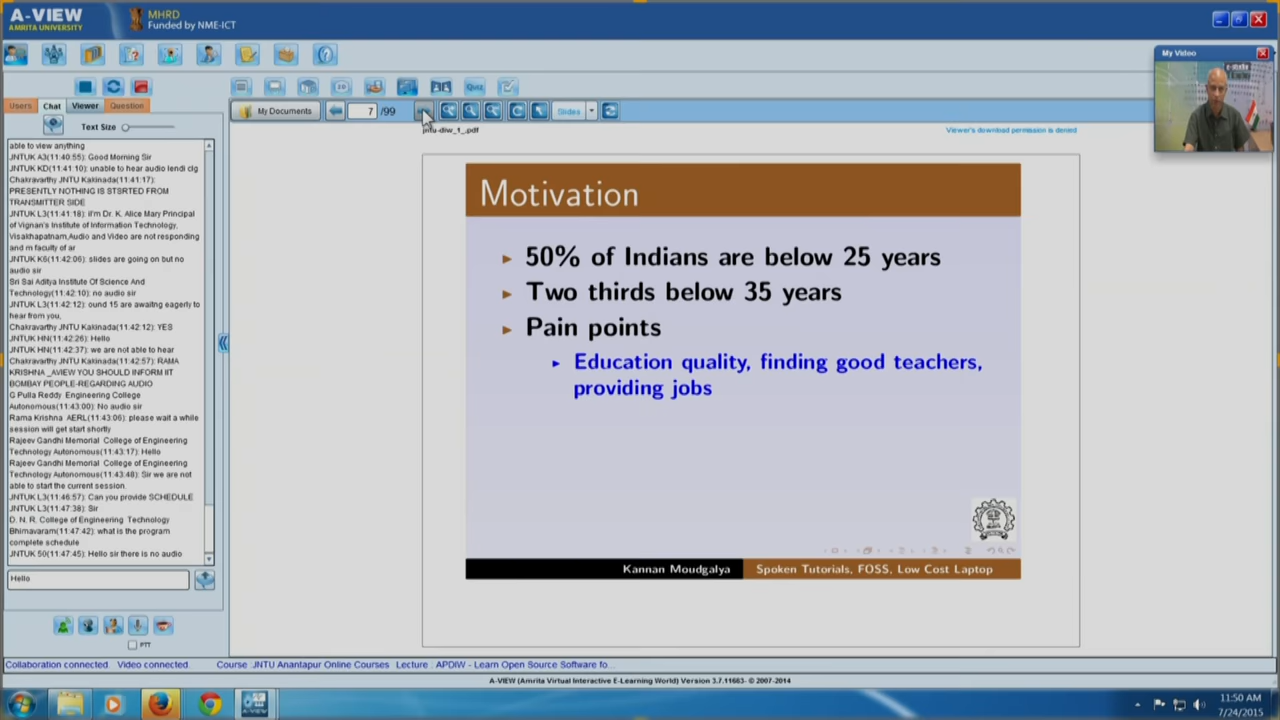 A-VIEW
AMRITA UNIVERSITY
MHRD
Funded by NME-ICT
My Video
e-studio
Quiz
Users
Chat
Viewer
Question
My Documents
7
/99
Slides
Text Size
jntu-diw_1_.pdf
Viewer's download permission is denied
able to view anything
JNTUK A3(11:40:55): Good Morning Sir
JNTUK KD(11:41:10): unable to hear audio lendi clg
Chakravarthy JNTU Kakinada(11:41:17):
PRESENTLY NOTHING IS STSRTED FROM
TRANSMITTER SIDE
JNTUK L3(11:41:18): I'm Dr. K. Alice Mary Principal
of Vignan's Institute of Information Technology,
Visakhapatnam,Audio and Video are not responding
and m faculty of ar
JNTUK K6(11:42:06): slides are going on but no
audio sir
Sri Sai Aditya Institute Of Science And
Technology(11:42:10): no audio sir
JNTUK L3(11:42:12): ound 15 are awaitng eagerly to
hear from you,
Chakravarthy JNTU Kakinada(11:42:12): YES
JNTUK HN(11:42:26): Hello
JNTUK HN(11:42:37): we are not able to hear
Chakravarthy JNTU Kakinada(11:42:57): RAMA
KRISHNA _AVIEW YOU SHOULD INFORM IIT
BOMBAY PEOPLE-REGARDING AUDIO
G Pulla Reddy Engineering College
Autonomous(11:43:00): No audio sir
Rama Krishna AERL(11:43:06): please wait a while
session will get start shortly
Rajeev Gandhi Memorial College of Engineering
Technology Autonomous(11:43:17): Hello
Rajeev Gandhi Memorial College of Engineering
Technology Autonomous(11:43:48): Sir we are not
able to start the current session.
JNTUK L3(11:46:57): Can you provide SCHEDULE
JNTUK L3(11:47:38): Sir
D. N. R. College of Engineering Technology
Bhimavaram(11:47:42): what is the program
complete schedule
JNTUK 50(11:47:45): Hello sir there is no audio
Hello
PTT
Motivation
50% of Indians are below 25 years
Two thirds below 35 years
Pain points
Education quality, finding good teachers,
providing jobs
Kannan Moudgalya
Spoken Tutorials, FOSS, Low Cost Laptop
Collaboration connected Video connected Course :JNTU Anantapur Online Courses Lecture : APDIW - Learn Open Source Software fo...
A-VIEW (Amrita Virtual Interactive E-Learning World) Version 3.7.11663- © 2007-2014
11:50 AM
7/24/2015